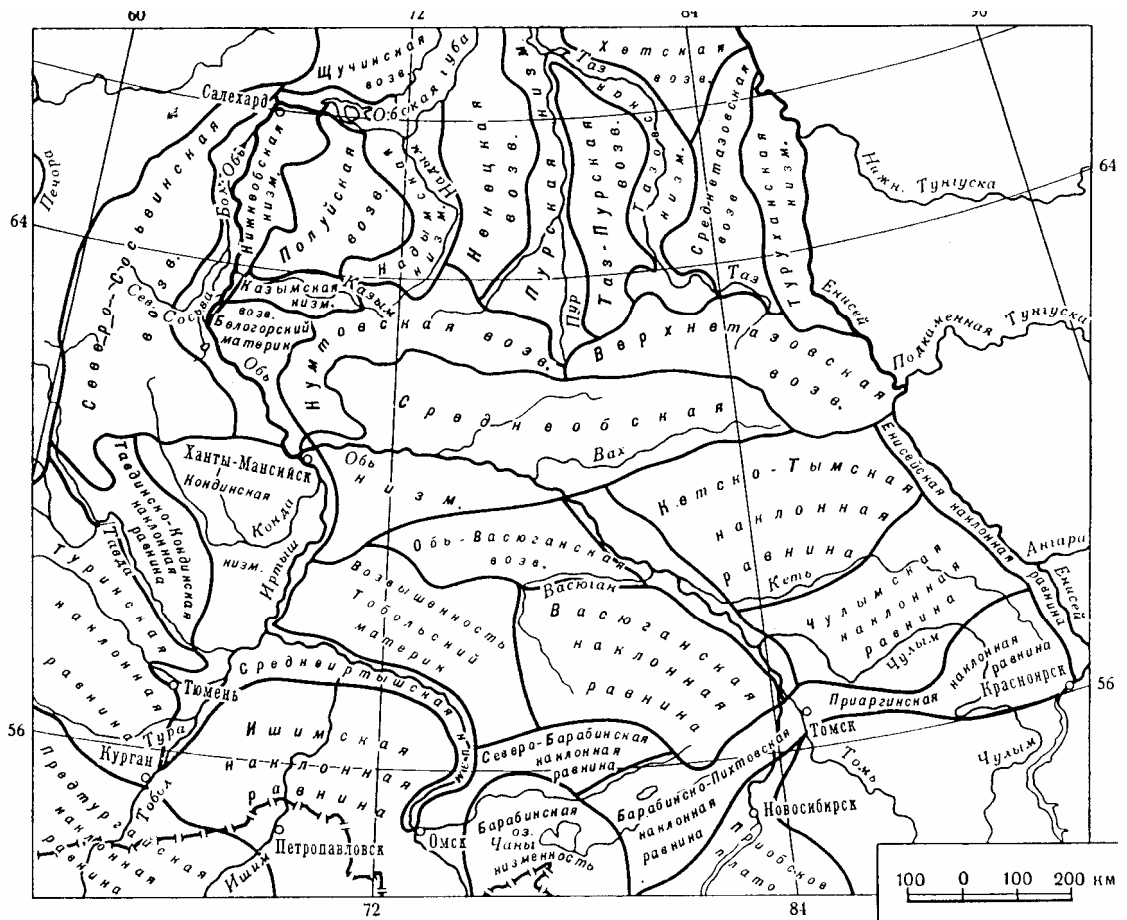 60 72 84 96
Щучинская
возв.
Хетская
возв.
Салехард
Обская губа
Таз
Печора
64
Северо-Сосьвинская
возв.
Бол. Обь
Нижнеобская
низм.
Полуйская
возв.
Надымская
низм.
Надым
Ненецкая
возв.
Пурская низм.
Пур
Таз-Пурская
возв.
Тазовская
низм.
Среднетазовская
возв.
Туруханская
низм.
Нижн. Тунгуска
64
Сев.
Сосьва
Казымская
низм.
Казым
возв.
Белогорский
материк
Обь
Нумтовская возв.
Таз
Енисей
Верхнетазовская
возв.
Подкаменная Тунгуска
Среднеобская
низм.
Вах
Обь
Ханты-Мансийск
Кондинская
низм.
Конда
Тавдинско-Кондинская
наклонная
равнина
Тавда
Иртыш
Туринская
наклонная
равнина
Кетско-Тымская
наклонная
равнина
Кеть
Енисейская наклонная
равнина
Ангара
Енисей
Обь-Васюганская
возв.
Васюган
Возвышенность
Тобольский
материк
Васюганская
наклонная
равнина
Чулымская
наклонная
равнина
Чулым
Среднеиртышская
низм.
Тюмень
Тура
56
Курган
Тобол
Ишимская
наклонная
равнина
Северо-Барабинская
наклонная
равнина
Приаргинская
наклонная
равнина
Красноярск
56
Томск
Томь
Чулым
Предтургайская
наклонная
равнина
Ишим
Петропавловск
Омск
Барабинская
оз.
Чаны
низменность
Барабинско-Пихтовская
наклонная
равнина
Новосибирск
Приобское
плато
100 0 100 200 км
72 84